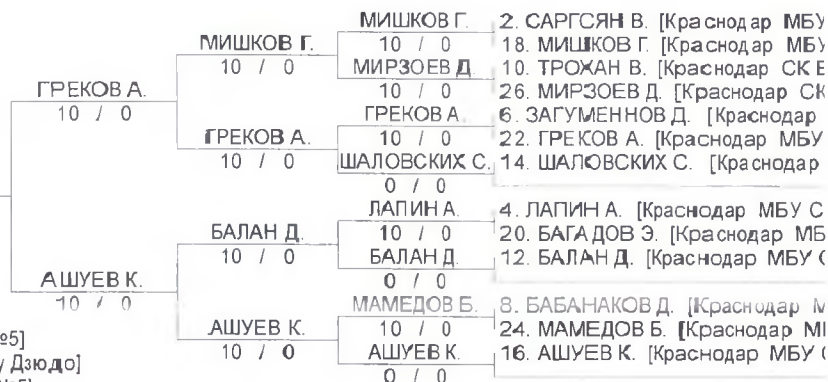 МИШКОВ Г. 2. САРГСЯН В. [Краснодар МБУ
МИШКОВ Г. 10 / 0 18. МИШКОВ Г. [Краснодар МБУ
10 / 0 МИРЗОЕВ Д 10. ТРОХАН В. [Краснодар СК
ГРЕКОВ А. 10 / 0 26. МИРЗОЕВ Д. [Краснодар СК
10 / 0 ГРЕКОВ А. 6. ЗАГУМЕННОВ Д. [Краснодар
ГРЕКОВ А. 10 / 0 22. ГРЕКОВ А. [Краснодар МБУ
10 / 0 ШАЛОВСКИХ С. 14. ШАЛОВСКИХ С. [Краснодар
0 / 0
ЛАПИН А. 4. ЛАПИН А. [Краснодар МБУ С
БАЛАН Д. 10 / 0 20. БАГАДОВ Э. [Краснодар МБ
10 / 0 БАЛАН Д. 12. БАЛАН Д. [Краснодар МБУ
АШУЕВ К. 0 / 0
10 / 0 МАМЕДОВ Б. 8. БАБАНАКОВ Д. [Краснодар
АШУЕВ К. 10 / 0 24. МАМЕДОВ Б. [Краснодар
№5] 10 / 0 АШУЕВ К. 16. АШУЕВ К. [Краснодар МБУ
Дзюдо] 0 / 0